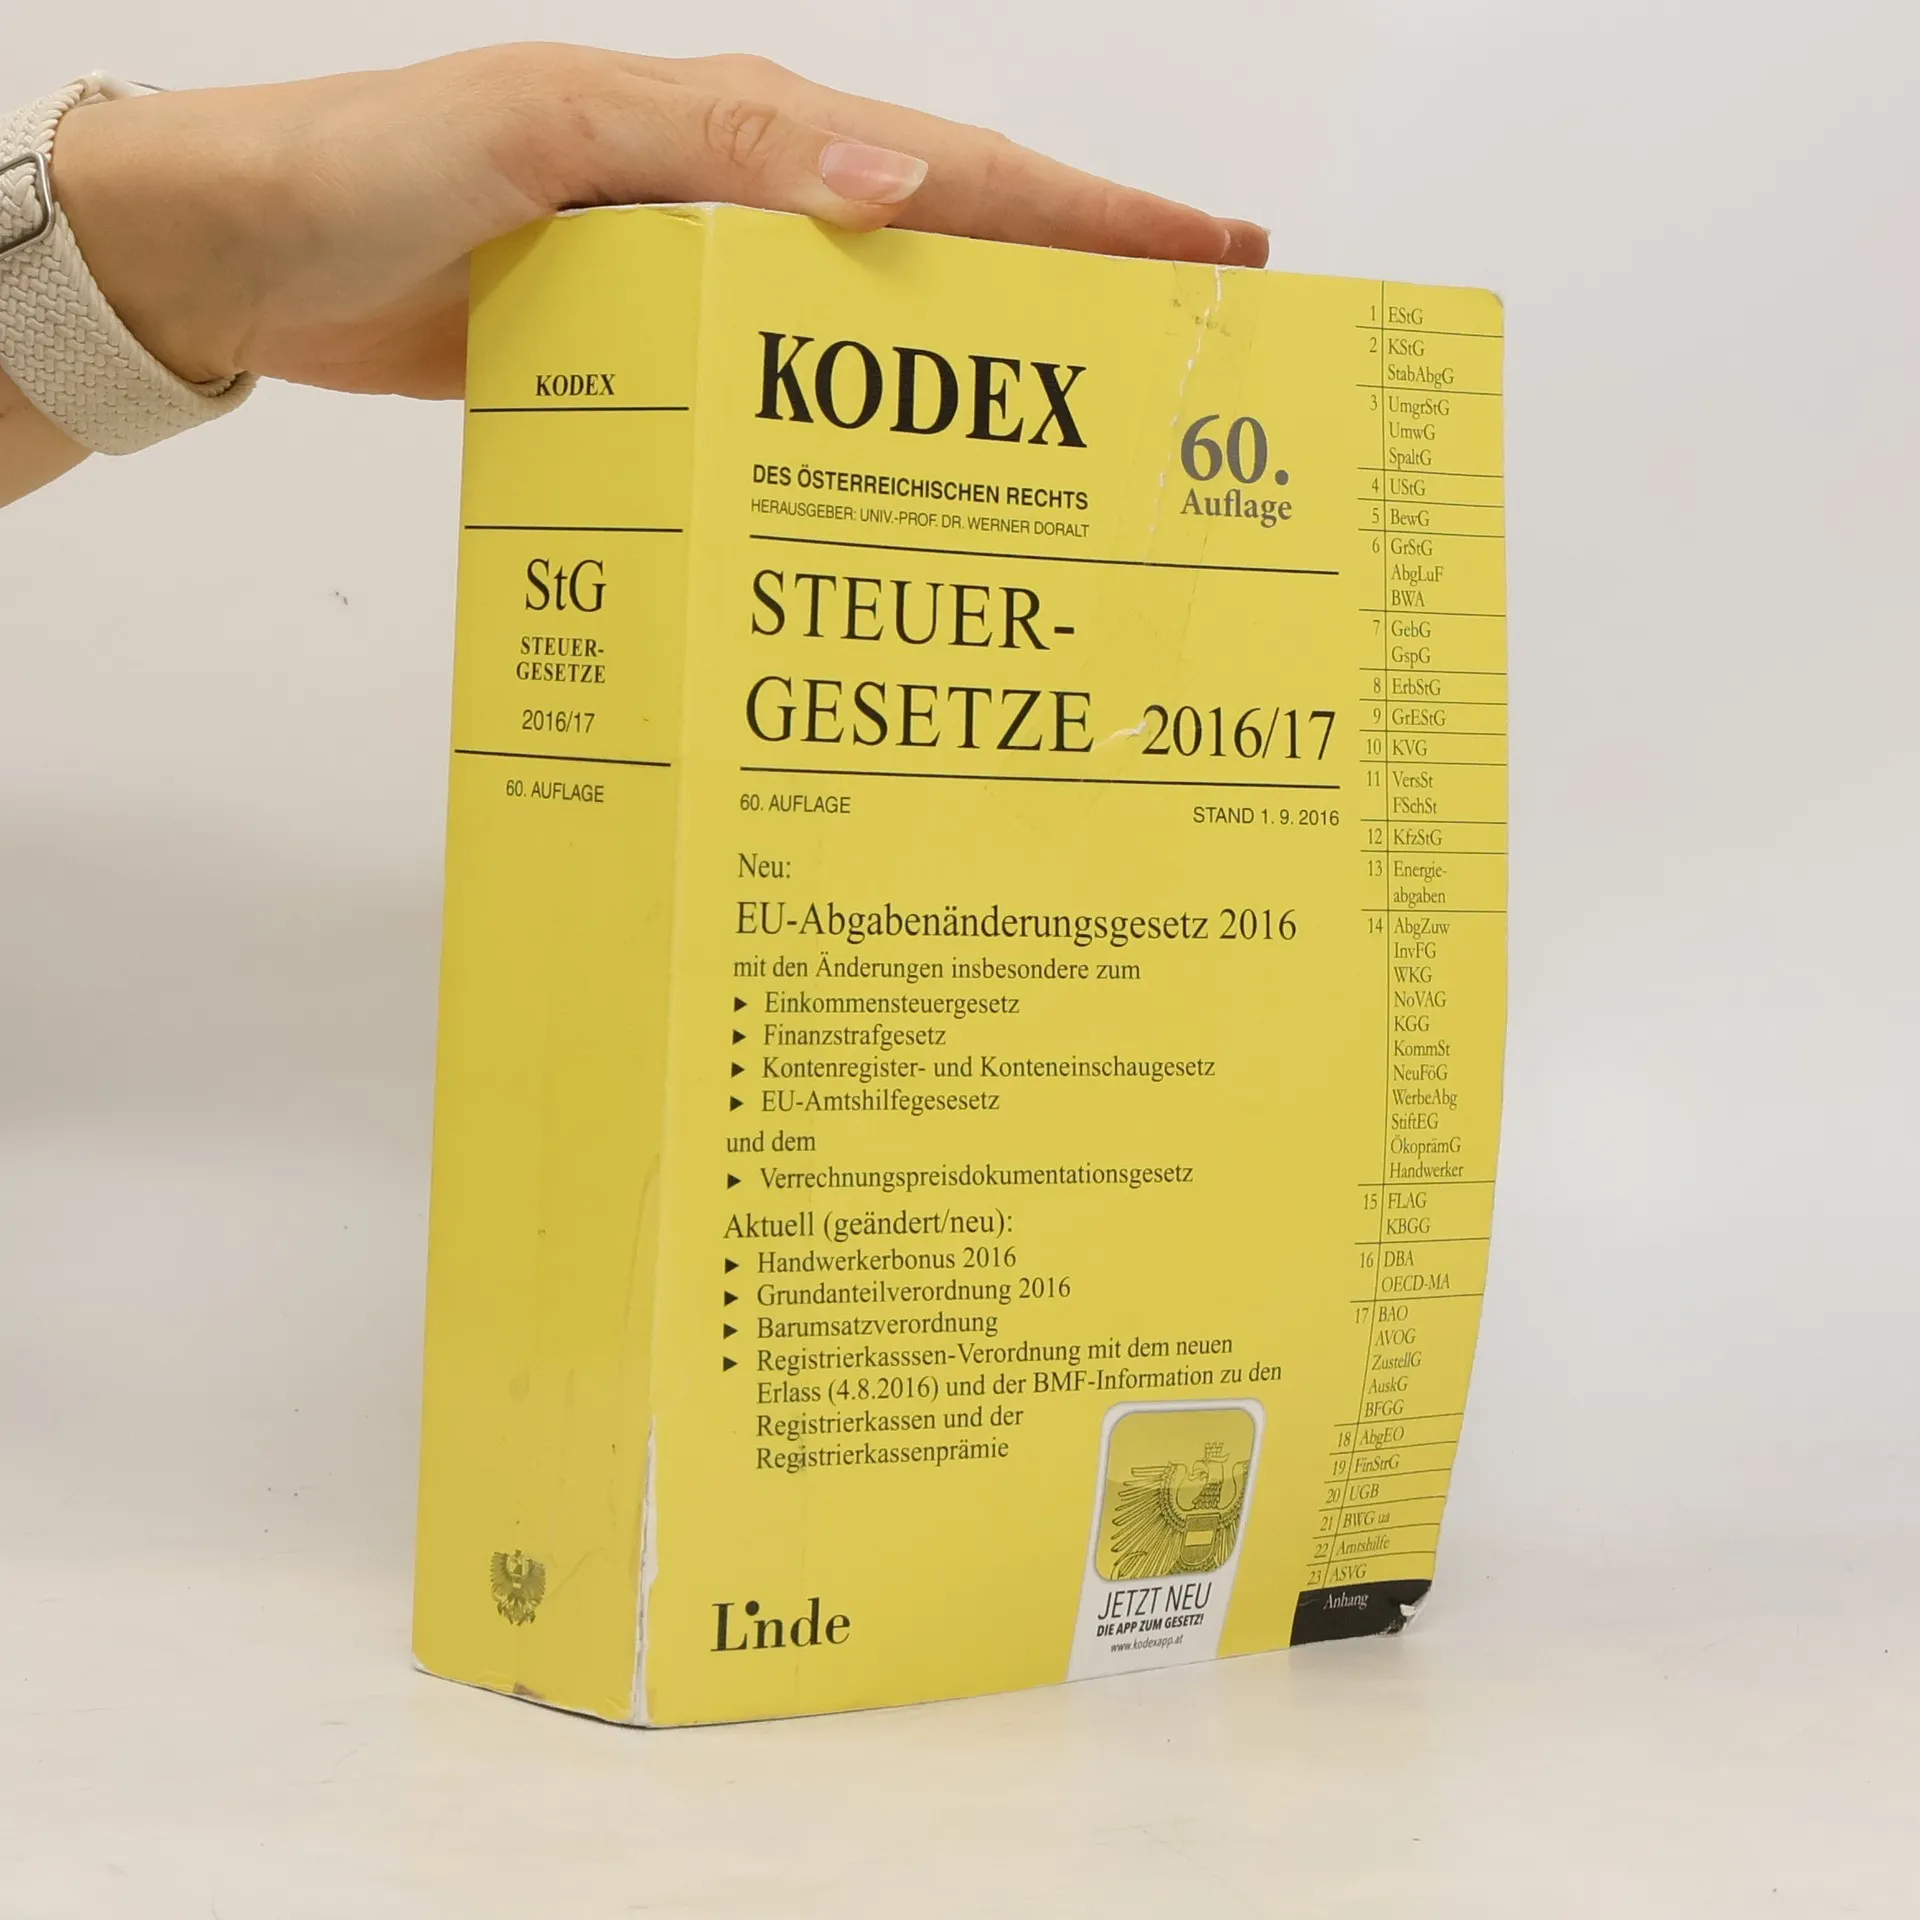 KODEX
StG
STEUER-
GESETZE
2016/17
60. AUFLAGE
KODEX
DES ÖSTERREICHISCHEN RECHTS
HERAUSGEBER: UNIV.-PROF. DR. WERNER DORALT
60.
Auflage
STEUER-
GESETZE 2016/17
60. AUFLAGE STAND 1. 9. 2016
Neu:
EU-Abgabenänderungsgesetz 2016
mit den Änderungen insbesondere zum
► Einkommensteuergesetz
► Finanzstrafgesetz
► Kontenregister- und Konteneinschaugesetz
► EU-Amtshilfegesesetz
und dem
► Verrechnungspreisdokumentationsgesetz
Aktuell (geändert/neu):
► Handwerkerbonus 2016
► Grundanteilverordnung 2016
► Barumsatzverordnung
► Registrierkasssen-Verordnung mit dem neuen
Erlass (4.8.2016) und der BMF-Information zu den
Registrierkassen und der
Registrierkassenprämie
Linde
JETZT NEU
DIE APP ZUM GESETZ!
www.kodexapp.at
1 EStG
2 KStG
StabAbgG
3 UmgrStG
UmwG
SpaltG
4 UStG
5 BewG
6 GrStG
AbgLuF
BWA
7 GebG
GspG
8 ErbStG
9 GrEStG
10 KVG
11 VersSt
FSchSt
12 KfzStG
13 Energie-
abgaben
14 AbgZuw
InvFG
WKG
NoVAG
KGG
KommSt
NeuFöG
WerbeAbg
StiftEG
ÖkoprämG
Handwerker
15 FLAG
KBGG
16 DBA
OECD-MA
17 BAO
AVOG
ZustellG
AuskG
BFGG
18 AbgEO
19 FinStrG
20 UGB
21 BWG ua
22 Amtshilfe
23 ASVG
Anhang